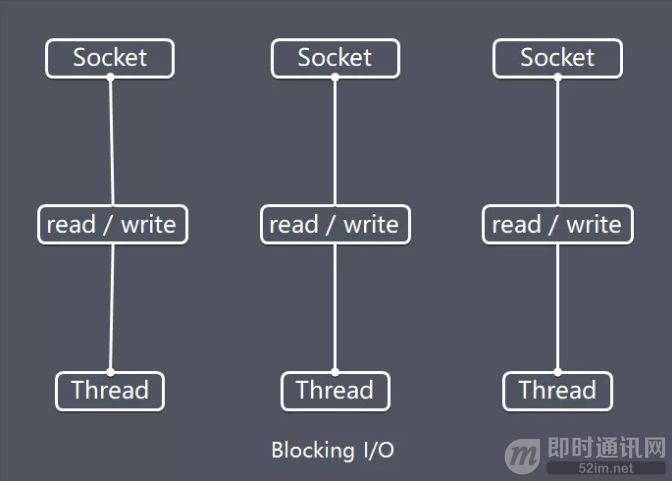 Socket
Socket
Socket
read / write
read / write
read / write
Thread
Thread
Thread
Blocking I/O
即时通讯网
52im.net